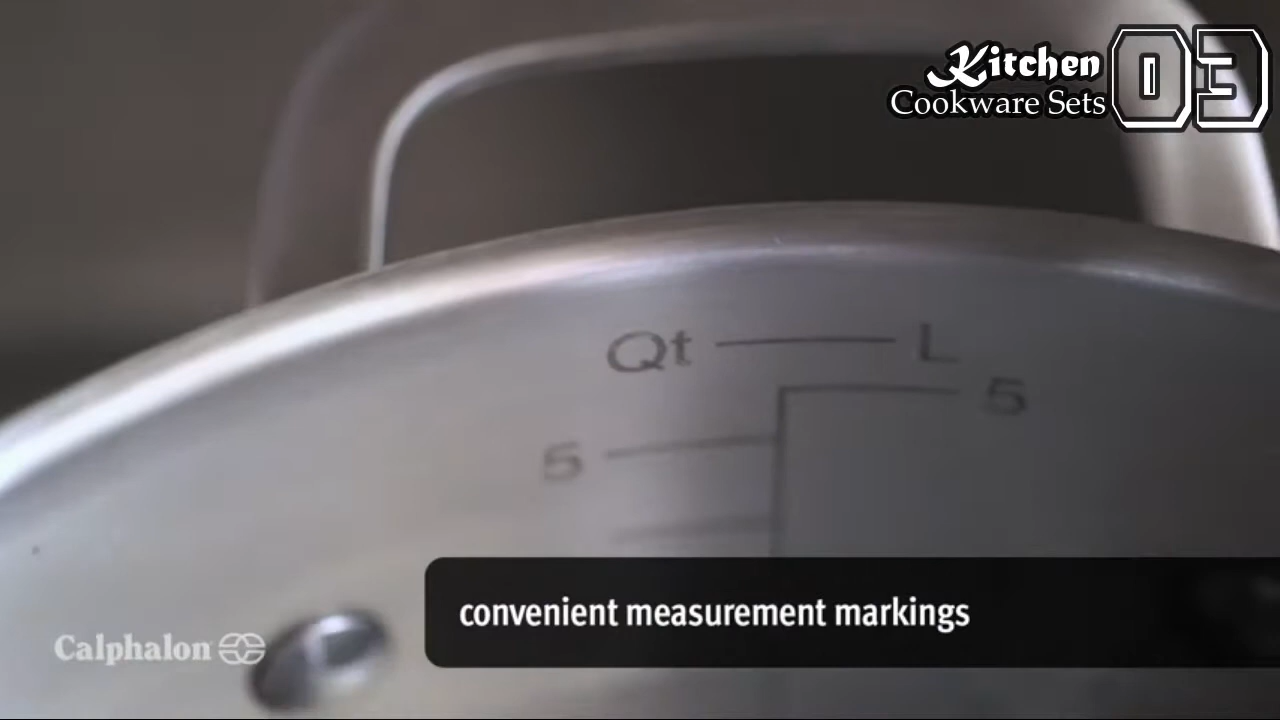 Kitchen
Cookware Sets
03
Qt L
5
5
convenient measurement markings
Calphalon